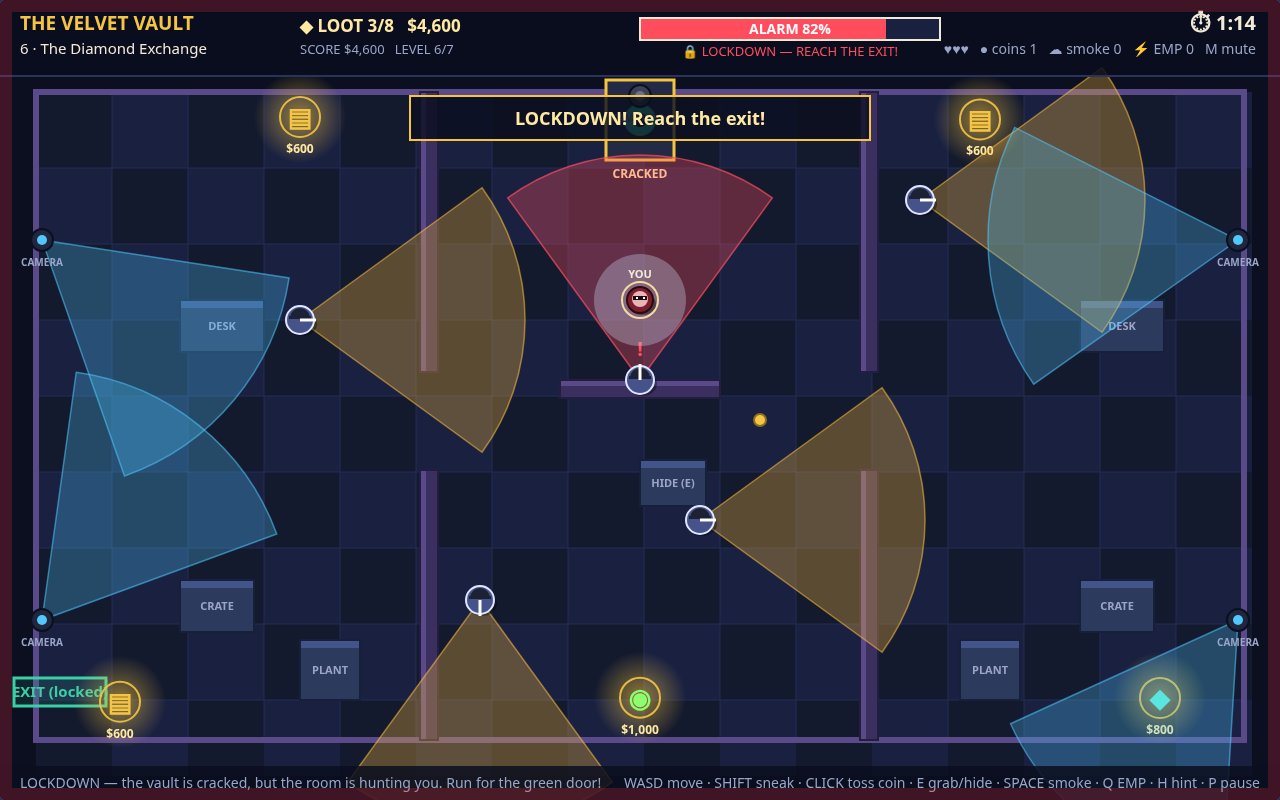 THE VELVET VAULT
6 · The Diamond Exchange
◆ LOOT 3/8 $4,600
SCORE $4,600 LEVEL 6/7
ALARM 82%
🔒 LOCKDOWN — REACH THE EXIT!
⏱ 1:14
♥♥♥ ● coins 1 ☁ smoke 0 ⚡ EMP 0 M mute
LOCKDOWN! Reach the exit!
$600
$600
CRACKED
CAMERA
CAMERA
YOU
DESK
DESK
!
HIDE (E)
CRATE
CRATE
CAMERA
CAMERA
PLANT
PLANT
EXIT (locked
$600
$1,000
$800
LOCKDOWN — the vault is cracked, but the room is hunting you. Run for the green door!
WASD move · SHIFT sneak · CLICK toss coin · E grab/hide · SPACE smoke · Q EMP · H hint · P pause